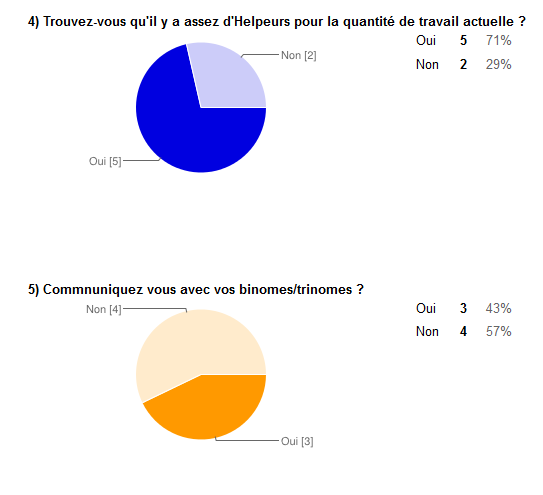 4) Trouvez-vous qu'il y a assez d'Helpeurs pour la quantité de travail actuelle ?
Oui 5 71%
Non 2 29%
Non [2]
Oui [5]
5) Commnuniquez vous avec vos binomes/trinomes ?
Oui 3 43%
Non 4 57%
Non [4]
Oui [3]